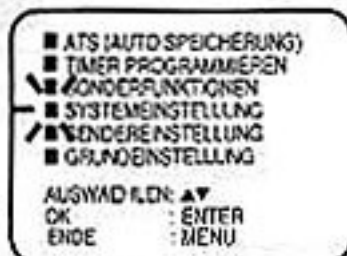 ■ ATS (AUTO SPEICHERUNG)
■ TIMER PROGRAMMIEREN
■ SONDERFUNKTIONEN
■ SYSTEMEINSTELLUNG
■ SENDEREINSTELLUNG
■ GRUNDEINSTELLUNG
AUSWÄHLEN: ▲▼
OK : ENTER
ENDE : MENU